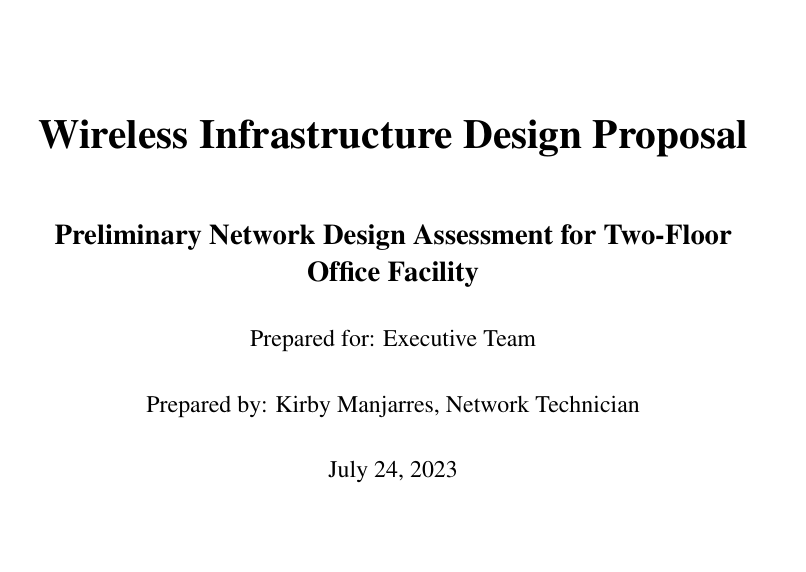 Wireless Infrastructure Design Proposal
Preliminary Network Design Assessment for Two-Floor
Office Facility
Prepared for: Executive Team
Prepared by: Kirby Manjarres, Network Technician
July 24, 2023